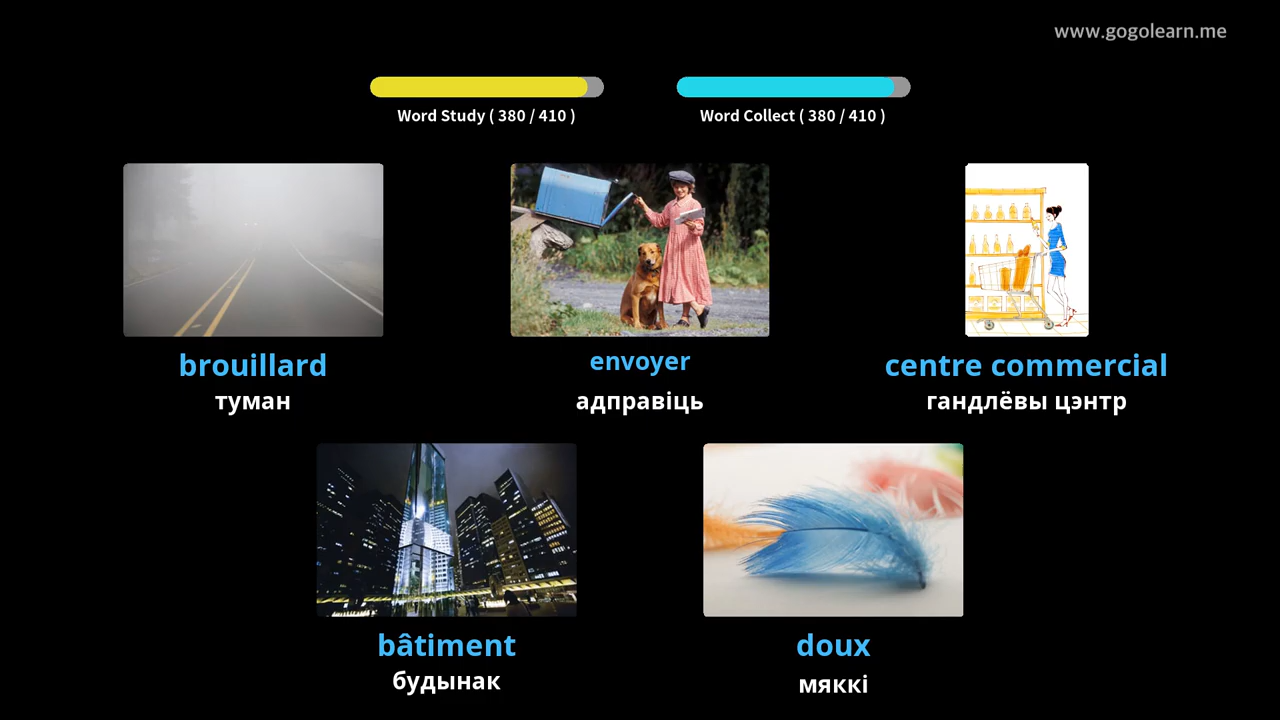 www.gogolearn.me
Word Study ( 380 / 410 )
Word Collect ( 380 / 410 )
brouillard
туман
envoyer
адправіць
centre commercial
гандлёвы цэнтр
bâtiment
будынак
doux
мяккі